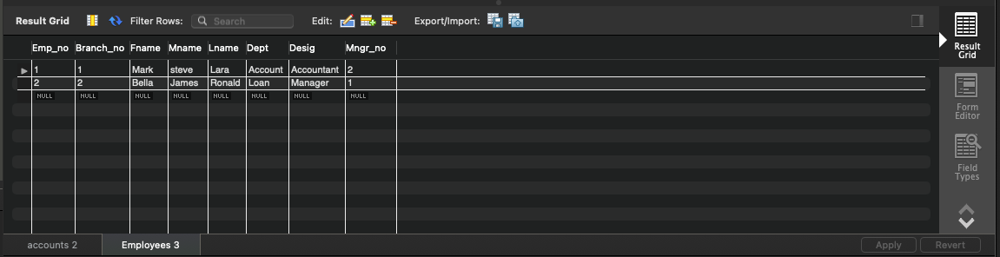 Result Grid Filter Rows: Search Edit: Export/Import:
Emp_no Branch_no Fname Mname Lname Dept Desig Mngr_no
1 1 Mark steve Lara Account Accountant 2
2 2 Bella James Ronald Loan Manager 1
NULL NULL NULL NULL NULL NULL NULL NULL
Result
Grid
Form
Editor
Field
Types
accounts 2 Employees 3 Apply Revert